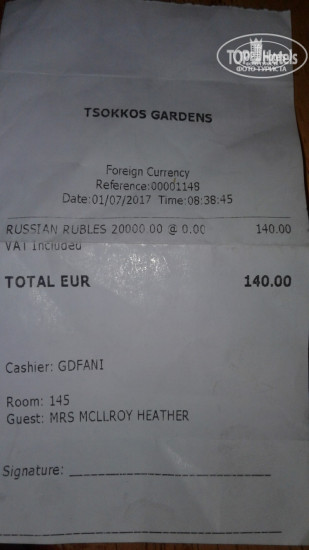 TOP Hotels
ФОТО ТУРИСТА
TSOKKOS GARDENS
Foreign Currency
Reference:00001148
Date:01/07/2017 Time:08:38:45
RUSSIAN RUBLES 20000.00 @ 0.00 140.00
VAT Included
TOTAL EUR 140.00
Cashier: GDFANI
Room: 145
Guest: MRS MCLLROY HEATHER
Signature: